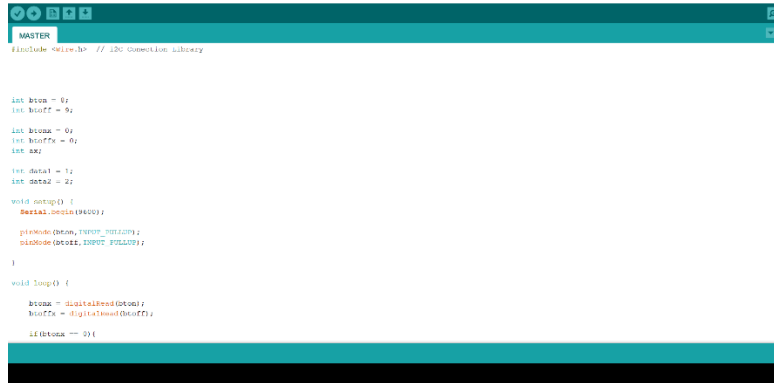 MASTER
#include <Wire.h> // I2C Conection Library
int bton = 8;
int btoff = 9;
int btonx = 0;
int btoffx = 0;
int ax;
int data1 = 1;
int data2 = 2;
void setup() {
Serial.begin(9600);
pinMode(bton,INPUT_PULLUP);
pinMode(btoff,INPUT_PULLUP);
}
void loop() {
btonx = digitalRead(bton);
btoffx = digitalRead(btoff);
if(btonx == 0){